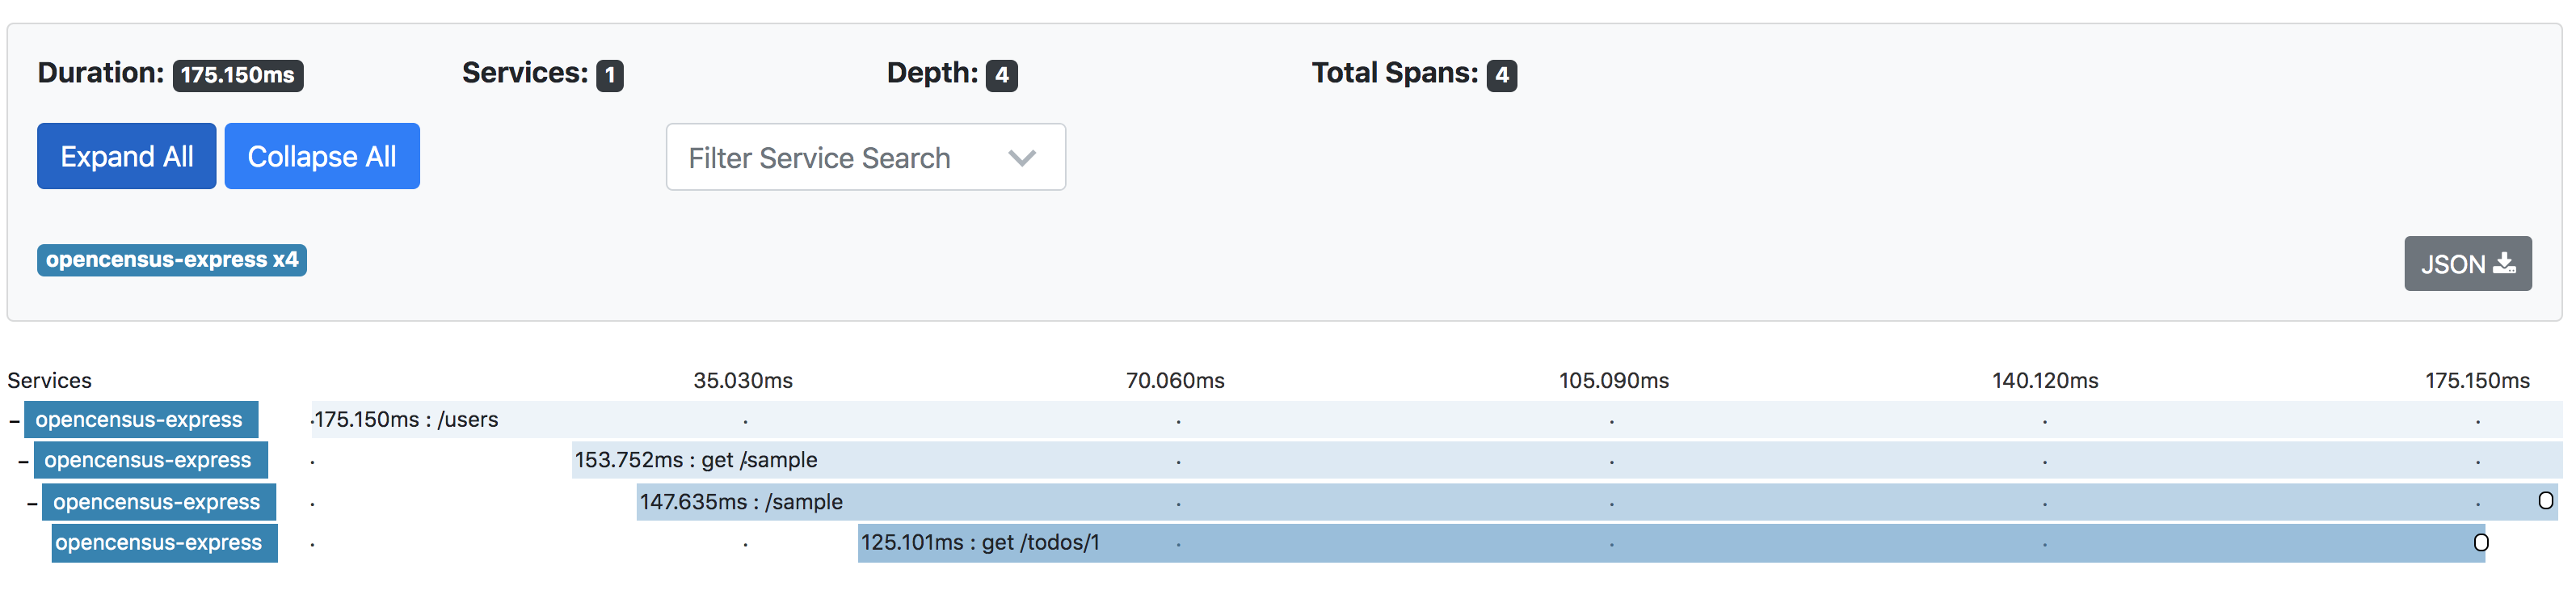 Duration: 175.150ms Services: 1 Depth: 4 Total Spans: 4
Expand All Collapse All Filter Service Search
opencensus-express x4 JSON
Services 35.030ms 70.060ms 105.090ms 140.120ms 175.150ms
- opencensus-express 175.150ms : /users
- opencensus-express 153.752ms : get /sample
- opencensus-express 147.635ms : /sample
opencensus-express 125.101ms : get /todos/1